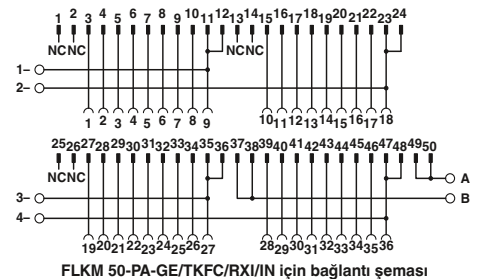 1 2 3 4 5 6 7 8 9 10 11 12 13 14 15 16 17 18 19 20 21 22 23 24
NC NC NC NC
1–
2–
1 2 3 4 5 6 7 8 9 10 11 12 13 14 15 16 17 18
25 26 27 28 29 30 31 32 33 34 35 36 37 38 39 40 41 42 43 44 45 46 47 48 49 50
NC NC
A
B
3–
4–
19 20 21 22 23 24 25 26 27 28 29 30 31 32 33 34 35 36
FLKM 50-PA-GE/TKFC/RXI/IN için bağlantı şeması